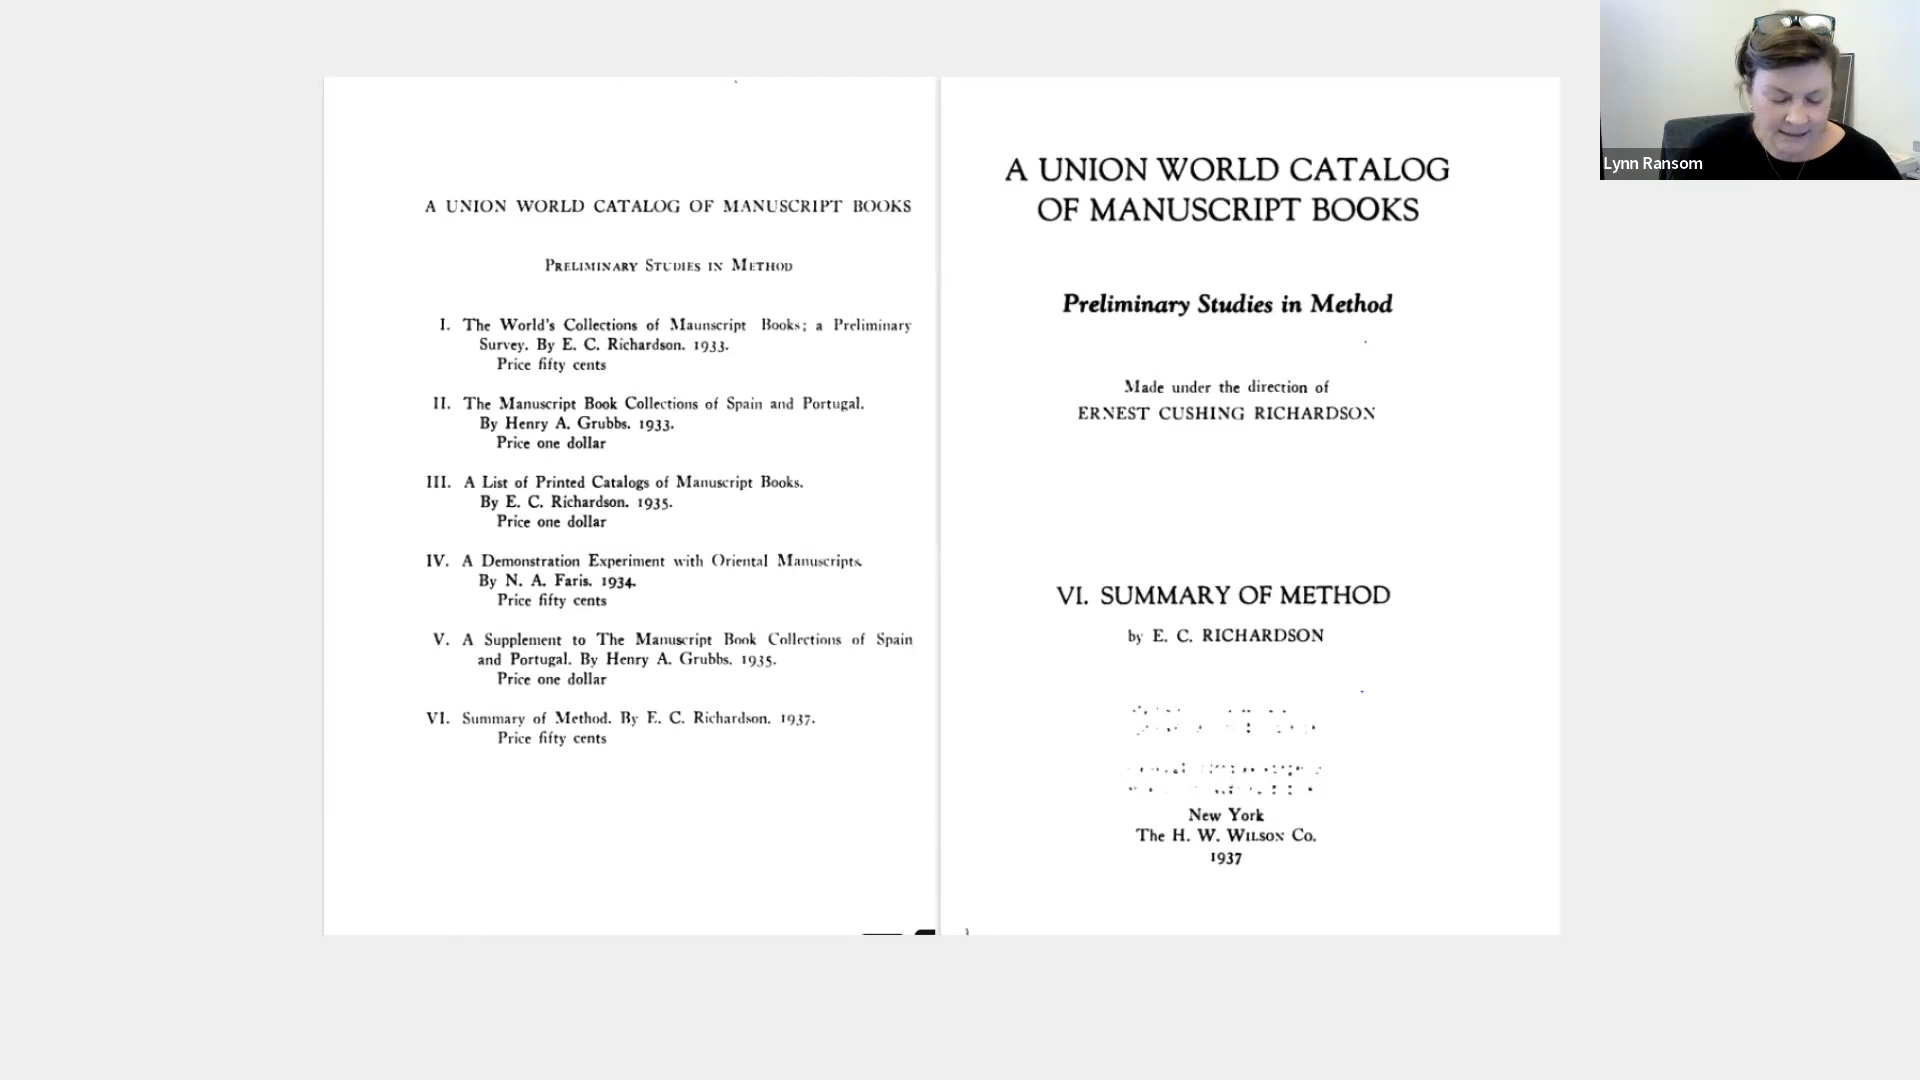 A UNION WORLD CATALOG OF MANUSCRIPT BOOKS
PRELIMINARY STUDIES IN METHOD
I. The World's Collections of Maunscript Books; a Preliminary
Survey. By E. C. Richardson. 1933.
Price fifty cents
II. The Manuscript Book Collections of Spain and Portugal.
By Henry A. Grubbs. 1933.
Price one dollar
III. A List of Printed Catalogs of Manuscript Books.
By E. C. Richardson. 1935.
Price one dollar
IV. A Demonstration Experiment with Oriental Manuscripts.
By N. A. Faris. 1934.
Price fifty cents
V. A Supplement to The Manuscript Book Collections of Spain
and Portugal. By Henry A. Grubbs. 1935.
Price one dollar
VI. Summary of Method. By E. C. Richardson. 1937.
Price fifty cents
A UNION WORLD CATALOG
OF MANUSCRIPT BOOKS
Preliminary Studies in Method
Made under the direction of
ERNEST CUSHING RICHARDSON
VI. SUMMARY OF METHOD
by E. C. RICHARDSON
New York
The H. W. WILSON Co.
1937
Lynn Ransom